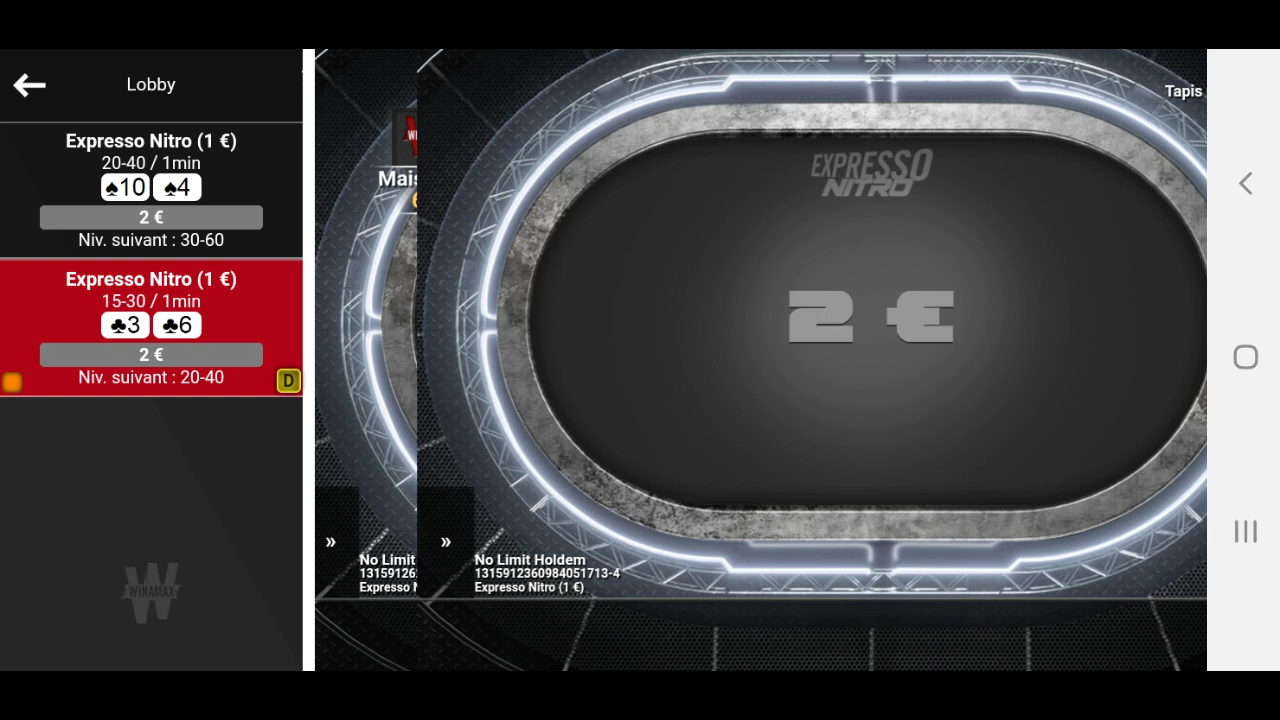 Lobby
Expresso Nitro (1 €)
20-40 / 1min
♠10 ♠4
2 €
Niv. suivant : 30-60
Expresso Nitro (1 €)
15-30 / 1min
♣3 ♣6
2 €
Niv. suivant : 20-40
D
WINAMAX
Tapis
EXPRESSO
NITRO
2 €
»
No Limit
»
No Limit Holdem
1315912360984051713-4
Expresso Nitro (1 €)